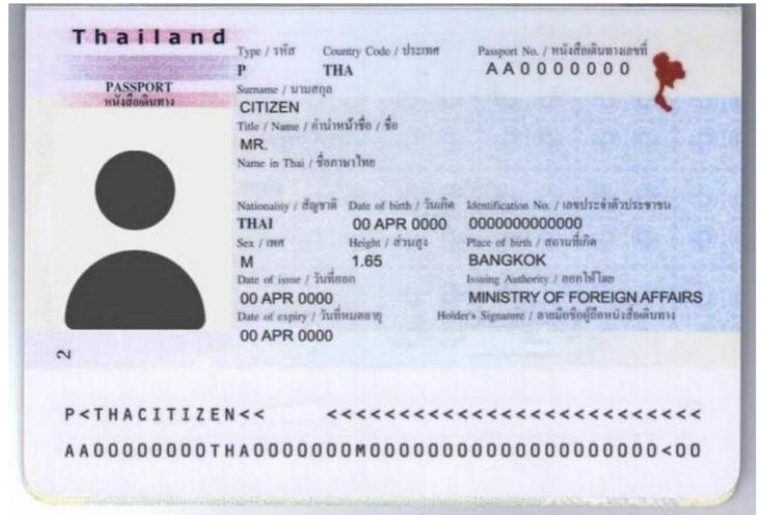 Thailand
PASSPORT
หนังสือเดินทาง
Type / รหัส Country Code / ประเทศ Passport No. / หนังสือเดินทางเลขที่
P THA AA0000000
Surname / นามสกุล
CITIZEN
Title / Name / คำนำหน้าชื่อ / ชื่อ
MR.
Name in Thai / ชื่อภาษาไทย
Nationality / สัญชาติ Date of birth / วันเกิด Identification No. / เลขประจำตัวประชาชน
THAI 00 APR 0000 0000000000000
Sex / เพศ Height / ส่วนสูง Place of birth / สถานที่เกิด
M 1.65 BANGKOK
Date of issue / วันที่ออก Issuing Authority / ออกให้โดย
00 APR 0000 MINISTRY OF FOREIGN AFFAIRS
Date of expiry / วันที่หมดอายุ Holder's Signature / ลายมือชื่อผู้ถือหนังสือเดินทาง
00 APR 0000
2
P<THACITIZEN<< <<<<<<<<<<<<<<<<<<<<<<<<<<
AA00000000THA0000000M00000000000000000000<00